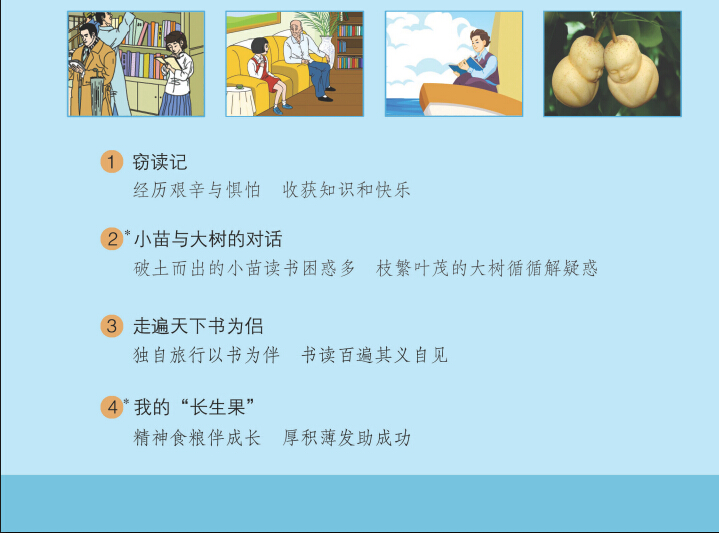 1 窃读记
经历艰辛与惧怕 收获知识和快乐
2*小苗与大树的对话
破土而出的小苗读书困惑多 枝繁叶茂的大树循循解疑惑
3 走遍天下书为侣
独自旅行以书为伴 书读百遍其义自见
4*我的“长生果”
精神食粮伴成长 厚积薄发助成功